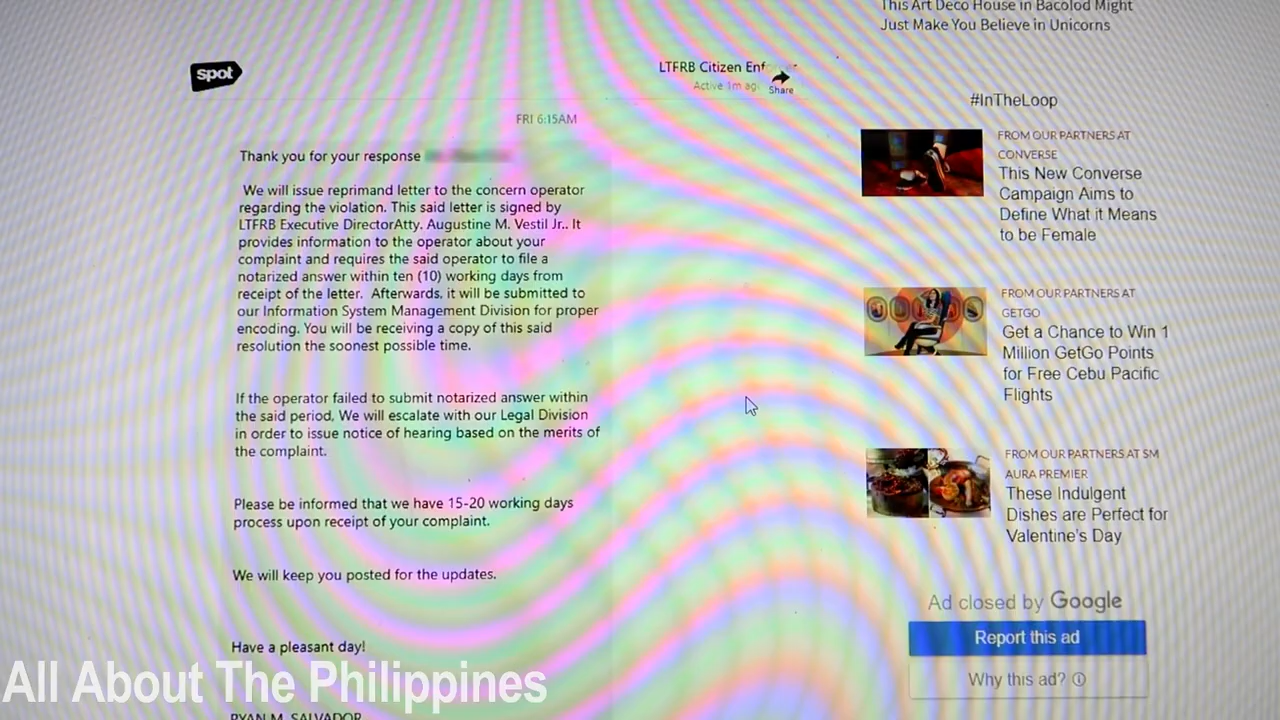 This Art Deco House in Bacolod Might
Just Make You Believe in Unicorns
spot
LTFRB Citizen
Active 1m ago
Share
#InTheLoop
FRI 6:15AM
Thank you for your response
We will issue reprimand letter to the concern operator
regarding the violation. This said letter is signed by
LTFRB Executive DirectorAtty. Augustine M. Vestil Jr.. It
provides information to the operator about your
complaint and requires the said operator to file a
notarized answer within ten (10) working days from
receipt of the letter. Afterwards, it will be submitted to
our Information System Management Division for proper
encoding. You will be receiving a copy of this said
resolution the soonest possible time.
If the operator failed to submit notarized answer within
the said period, We will escalate with our Legal Division
in order to issue notice of hearing based on the merits of
the complaint.
Please be informed that we have 15-20 working days
process upon receipt of your complaint.
We will keep you posted for the updates.
Have a pleasant day!
RYAN M. SALVADOR
FROM OUR PARTNERS AT
CONVERSE
This New Converse
Campaign Aims to
Define What it Means
to be Female
FROM OUR PARTNERS AT
GETGO
Get a Chance to Win 1
Million GetGo Points
for Free Cebu Pacific
Flights
FROM OUR PARTNERS AT SM
AURA PREMIER
These Indulgent
Dishes are Perfect for
Valentine's Day
Ad closed by Google
Report this ad
Why this ad?
All About The Philippines